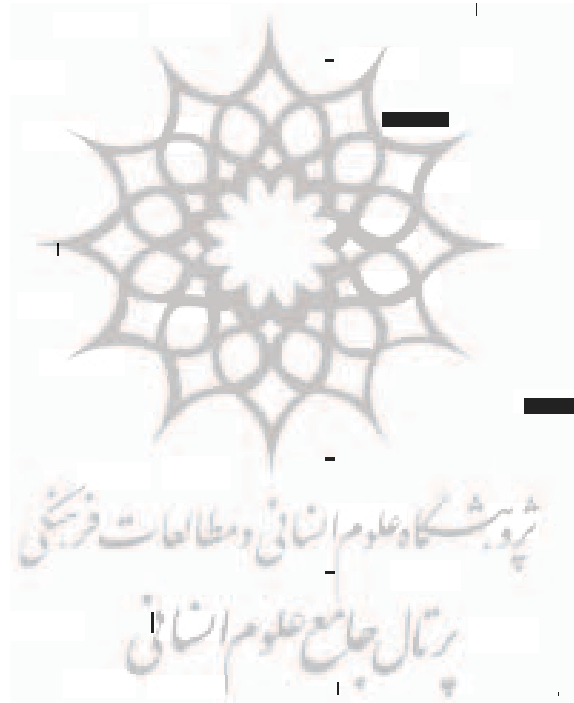 پژوهشگاه علوم انسانی و مطالعات فرهنگی
پرتال جامع علوم انسانی